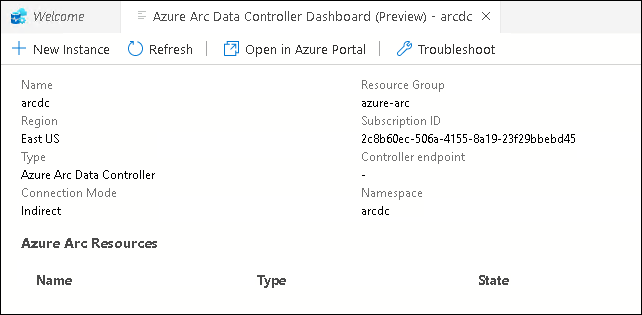 Welcome
Azure Arc Data Controller Dashboard (Preview) - arcdc
New Instance Refresh Open in Azure Portal Troubleshoot
Name Resource Group
arcdc azure-arc
Region Subscription ID
East US 2c8b60ec-506a-4155-8a19-23f29bbebd45
Type Controller endpoint
Azure Arc Data Controller -
Connection Mode Namespace
Indirect arcdc
Azure Arc Resources
Name Type State